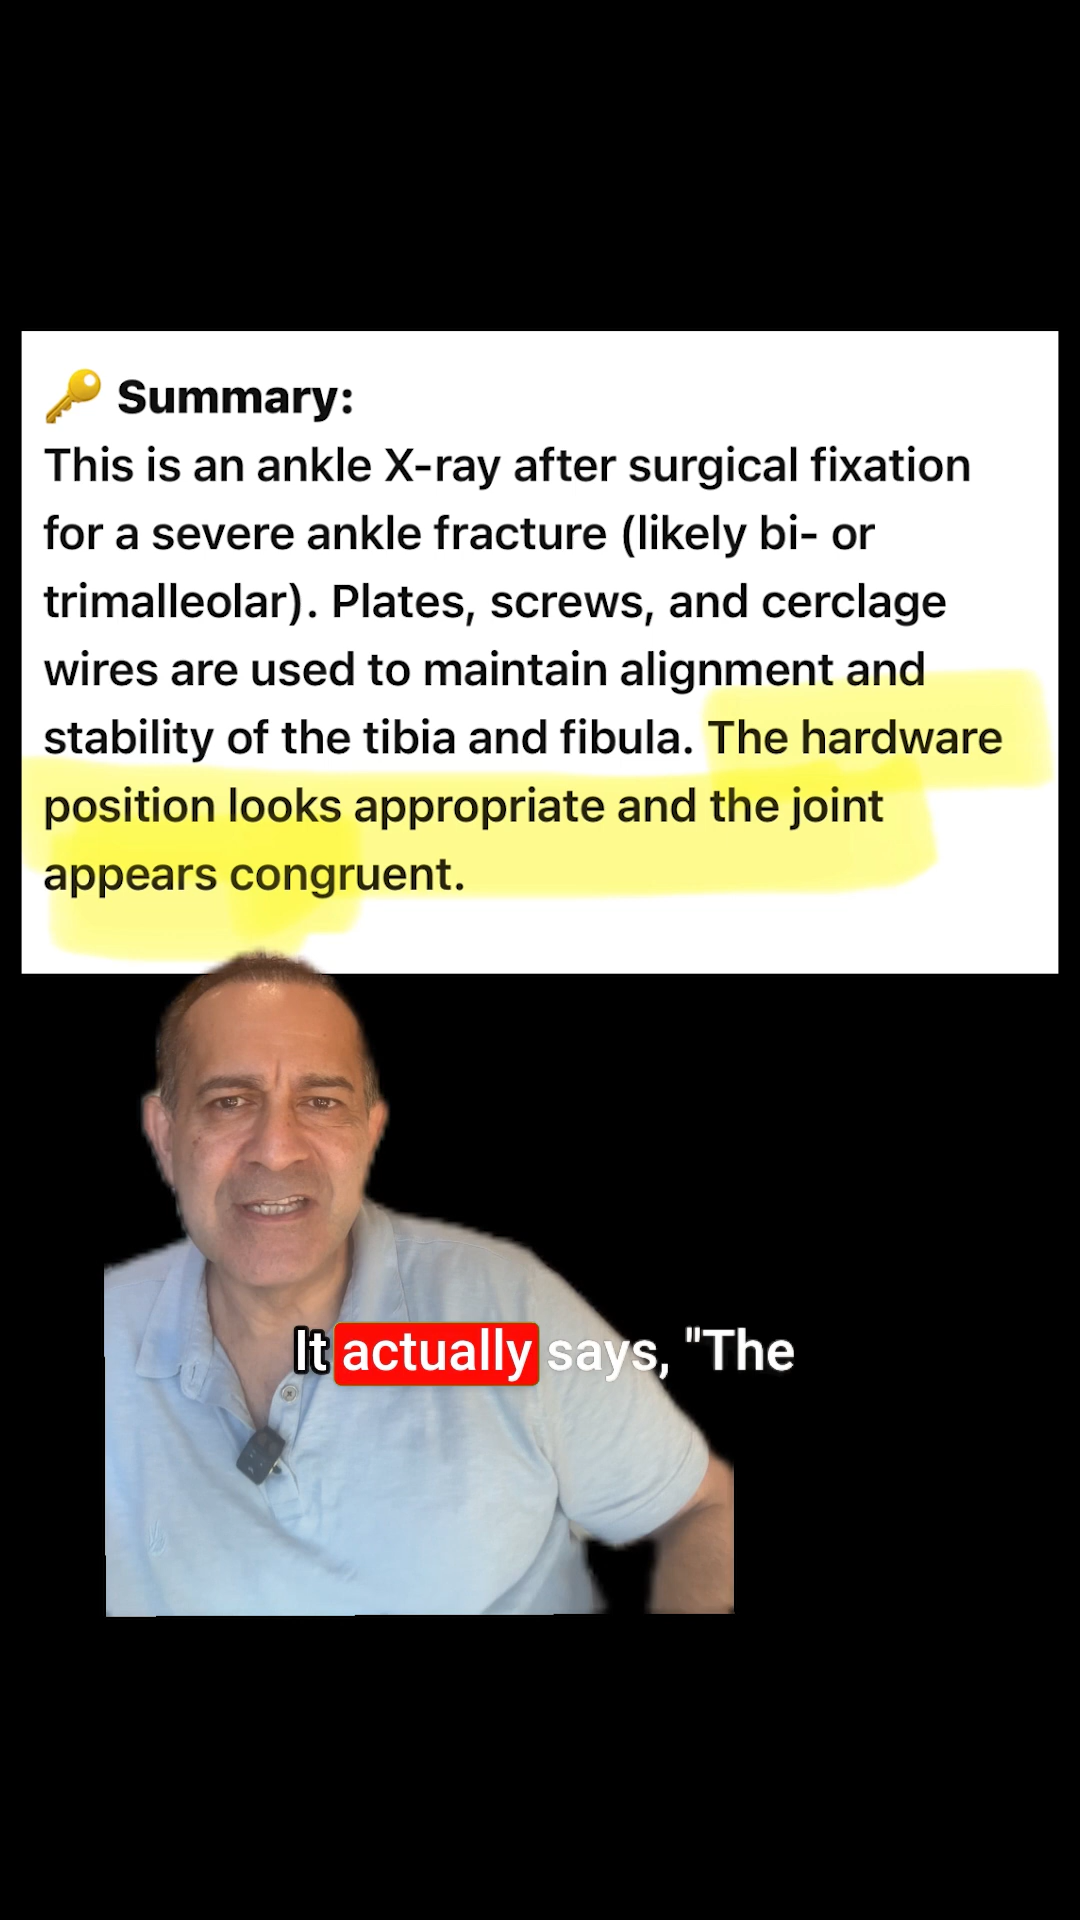 🔑 Summary:
This is an ankle X-ray after surgical fixation
for a severe ankle fracture (likely bi- or
trimalleolar). Plates, screws, and cerclage
wires are used to maintain alignment and
stability of the tibia and fibula. The hardware
position looks appropriate and the joint
appears congruent.
It actually says, "The